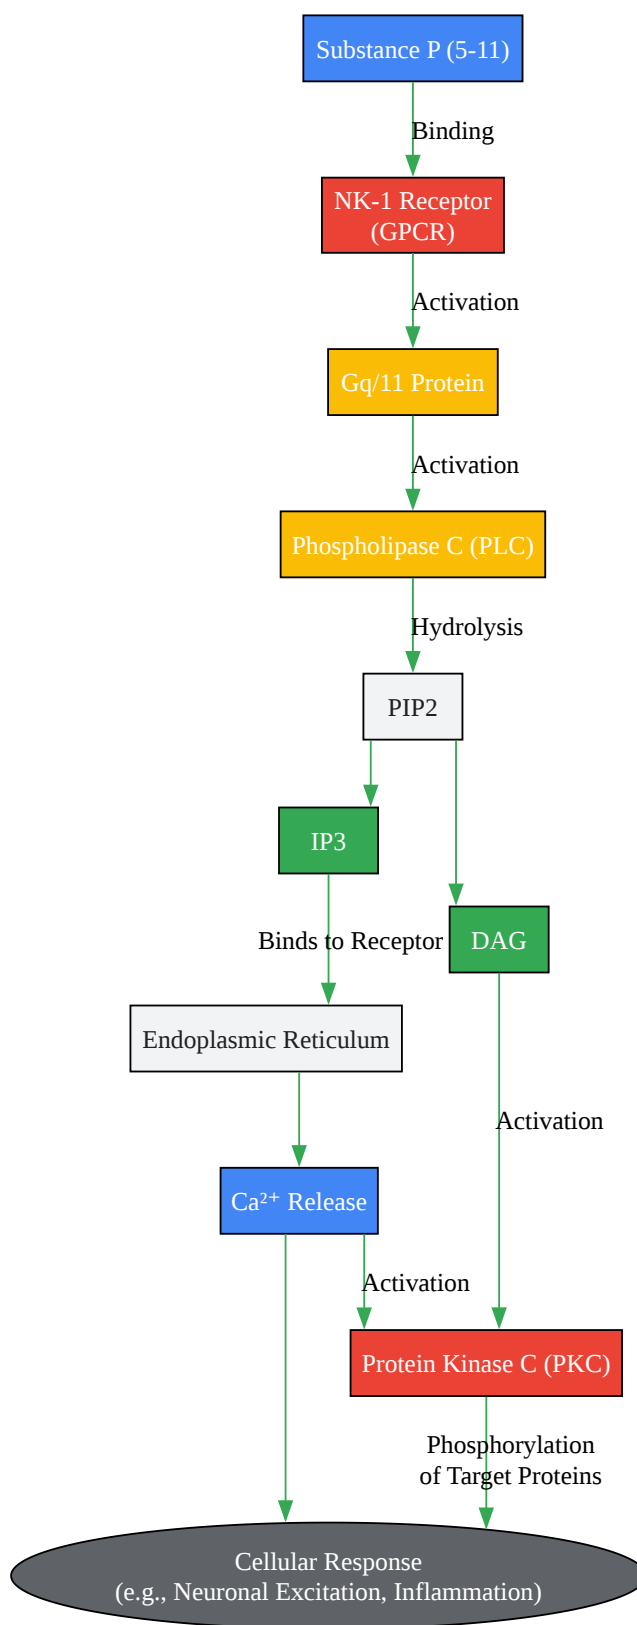 Substance P (5-11)
Binding
NK-1 Receptor
(GPCR)
Activation
Gq/11 Protein
Activation
Phospholipase C (PLC)
Hydrolysis
PIP2
IP3
Binds to Receptor
DAG
Endoplasmic Reticulum
Activation
Ca²⁺ Release
Activation
Protein Kinase C (PKC)
Phosphorylation
of Target Proteins
Cellular Response
(e.g., Neuronal Excitation, Inflammation)